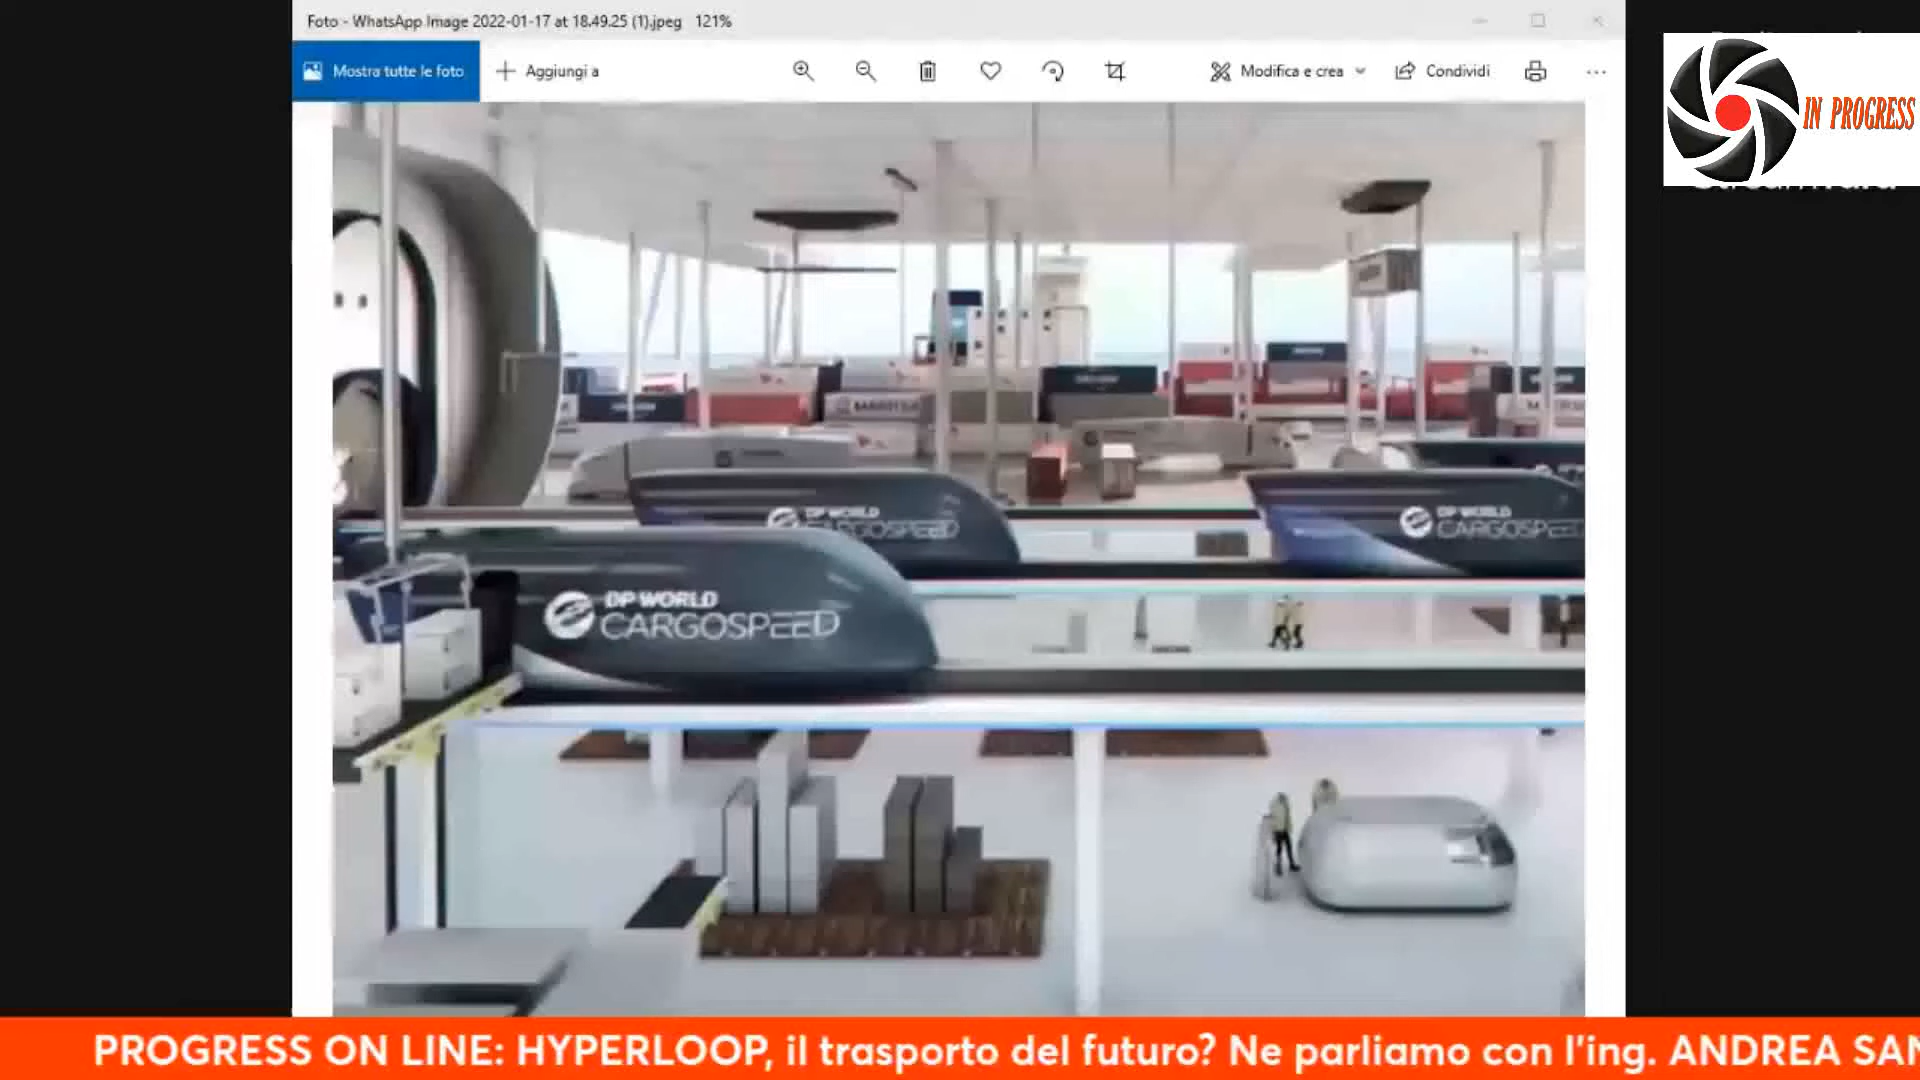 Foto - WhatsApp Image 2022-01-17 at 18.49.25 (1).jpeg 121%
Mostra tutte le foto
Aggiungi a
Modifica e crea
Condividi
IN PROGRESS
DP WORLD
CARGOSPEED
DP WORLD
CARGOSPEED
DP WORLD
CARGOSPEED
PROGRESS ON LINE: HYPERLOOP, il trasporto del futuro? Ne parliamo con l'ing. ANDREA SAN